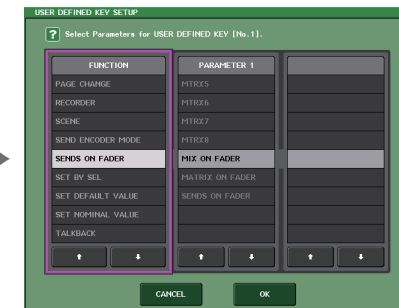 USER DEFINED KEY SETUP
? Select Parameters for USER DEFINED KEY [No.1].
FUNCTION
PAGE CHANGE
RECORDER
SCENE
SEND ENCODER MODE
SENDS ON FADER
SET BY SEL
SET DEFAULT VALUE
SET NOMINAL VALUE
TALKBACK
PARAMETER 1
MTRX5
MTRX6
MTRX7
MTRX8
MIX ON FADER
MATRIX ON FADER
SENDS ON FADER
CANCEL
OK